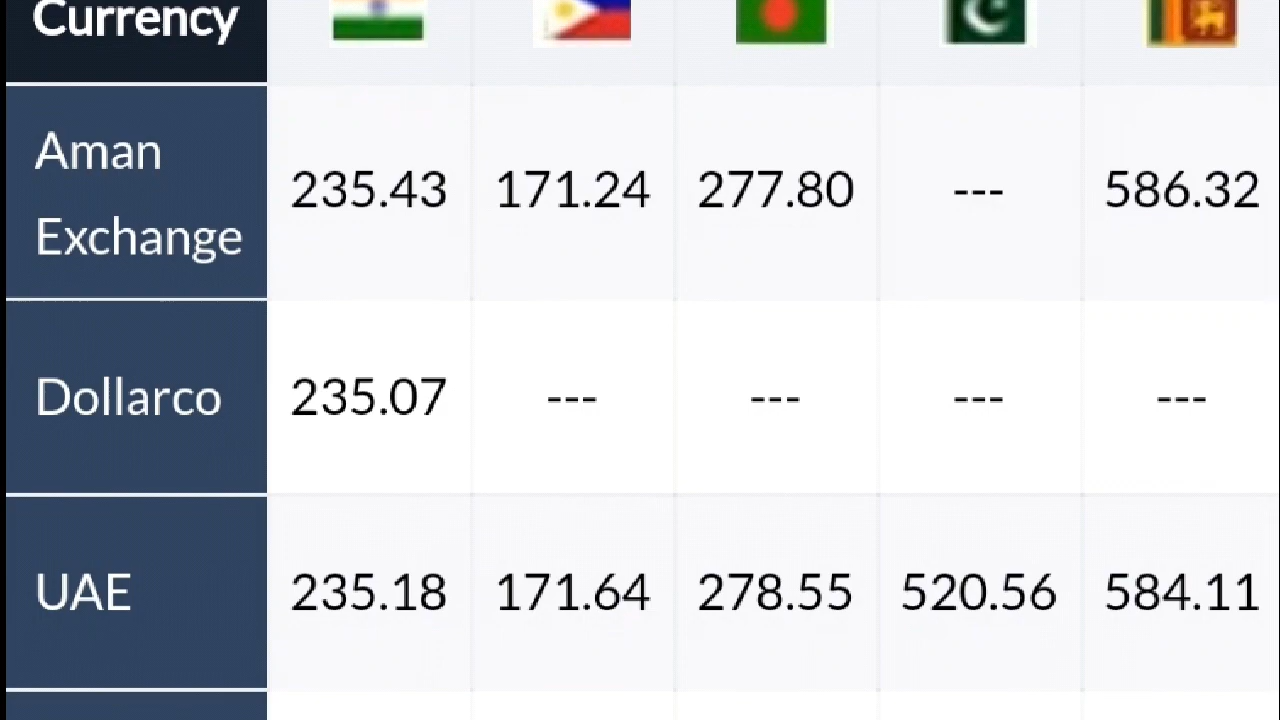 Currency
Aman
Exchange
235.43 171.24 277.80 --- 586.32
Dollarco 235.07 --- --- --- ---
UAE 235.18 171.64 278.55 520.56 584.11